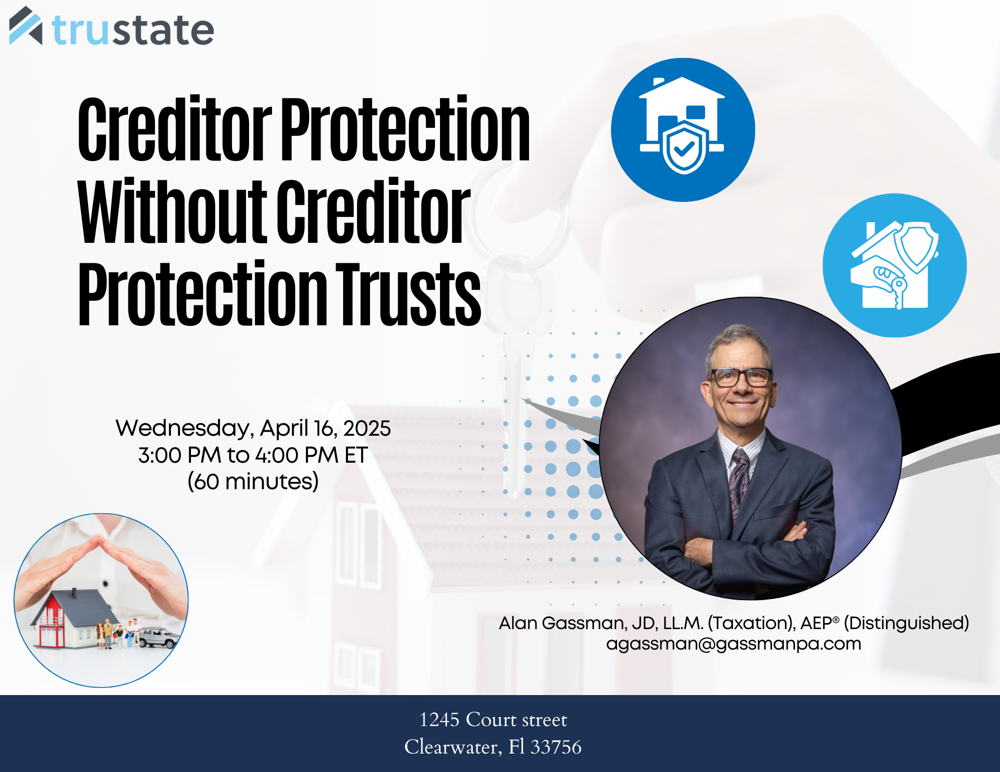 trustate
Creditor Protection
Without Creditor
Protection Trusts
Wednesday, April 16, 2025
3:00 PM to 4:00 PM ET
(60 minutes)
Alan Gassman, JD, LL.M. (Taxation), AEP® (Distinguished)
agassman@gassmanpa.com
1245 Court street
Clearwater, Fl 33756